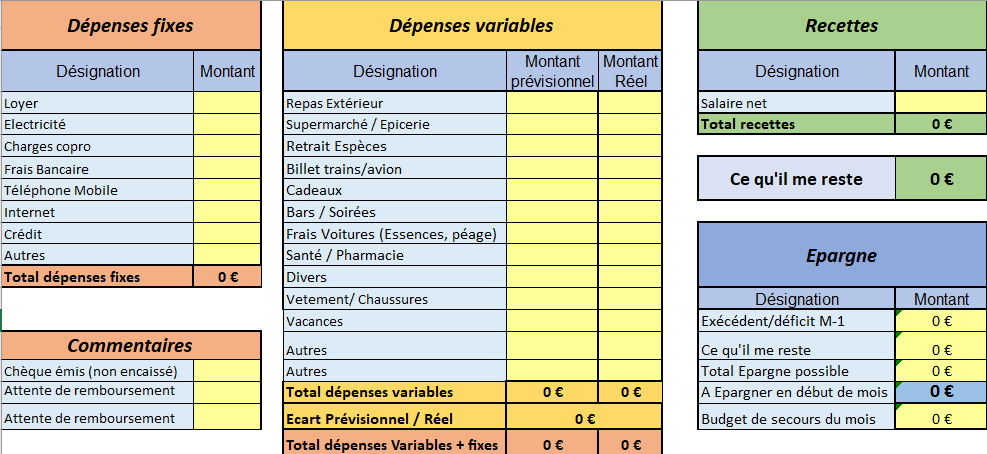 Dépenses fixes
Désignation Montant
Loyer
Electricité
Charges copro
Frais Bancaire
Téléphone Mobile
Internet
Crédit
Autres
Total dépenses fixes 0 €
Commentaires
Chèque émis (non encaissé)
Attente de remboursement
Attente de remboursement
Dépenses variables
Désignation Montant prévisionnel Montant Réel
Repas Extérieur
Supermarché / Epicerie
Retrait Espèces
Billet trains/avion
Cadeaux
Bars / Soirées
Frais Voitures (Essences, péage)
Santé / Pharmacie
Divers
Vetement/ Chaussures
Vacances
Autres
Autres
Total dépenses variables 0 € 0 €
Ecart Prévisionnel / Réel 0 €
Total dépenses Variables + fixes 0 € 0 €
Recettes
Désignation Montant
Salaire net
Total recettes 0 €
Ce qu'il me reste 0 €
Epargne
Désignation Montant
Exécédent/déficit M-1 0 €
Ce qu'il me reste 0 €
Total Epargne possible 0 €
A Epargner en début de mois 0 €
Budget de secours du mois 0 €